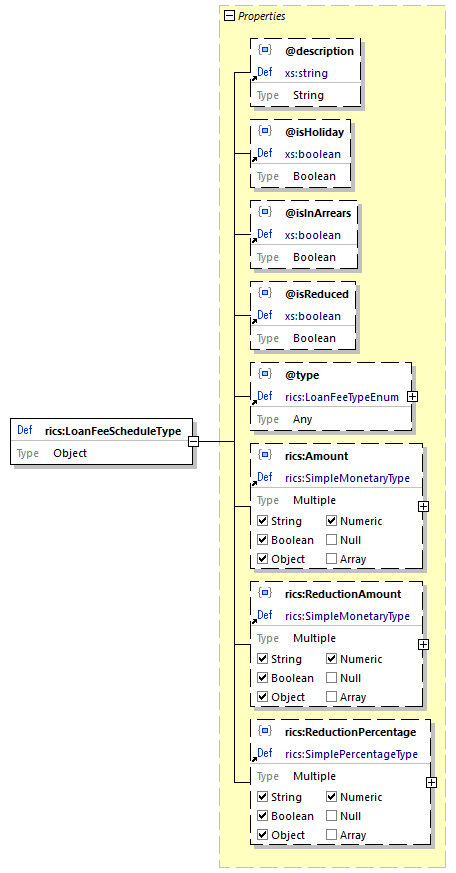 Properties
@description
Def xs:string
Type String
@isHoliday
Def xs:boolean
Type Boolean
@isInArrears
Def xs:boolean
Type Boolean
@isReduced
Def xs:boolean
Type Boolean
@type
Def rics:LoanFeeTypeEnum
Type Any
Def rics:LoanFeeScheduleType
Type Object
rics:Amount
Def rics:SimpleMonetaryType
Type Multiple
String Numeric
Boolean Null
Object Array
rics:ReductionAmount
Def rics:SimpleMonetaryType
Type Multiple
String Numeric
Boolean Null
Object Array
rics:ReductionPercentage
Def rics:SimplePercentageType
Type Multiple
String Numeric
Boolean Null
Object Array